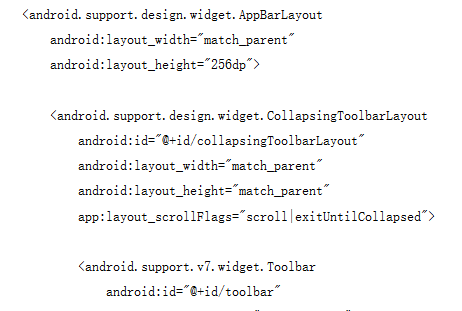 <android.support.design.widget.AppBarLayout
android:layout_width="match_parent"
android:layout_height="256dp">
<android.support.design.widget.CollapsingToolbarLayout
android:id="@+id/collapsingToolbarLayout"
android:layout_width="match_parent"
android:layout_height="match_parent"
app:layout_scrollFlags="scroll|exitUntilCollapsed">
<android.support.v7.widget.Toolbar
android:id="@+id/toolbar"